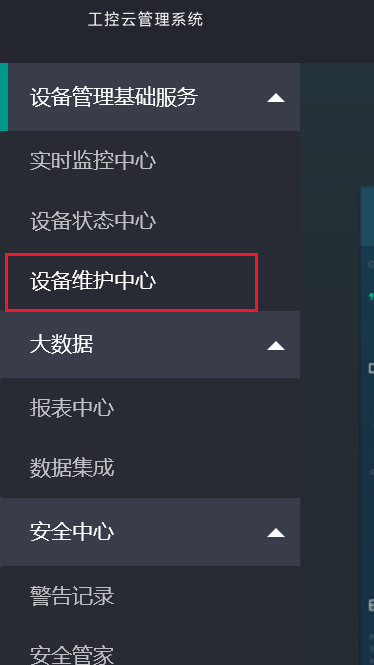 工控云管理系统
设备管理基础服务
实时监控中心
设备状态中心
设备维护中心
大数据
报表中心
数据集成
安全中心
警告记录
安全管家